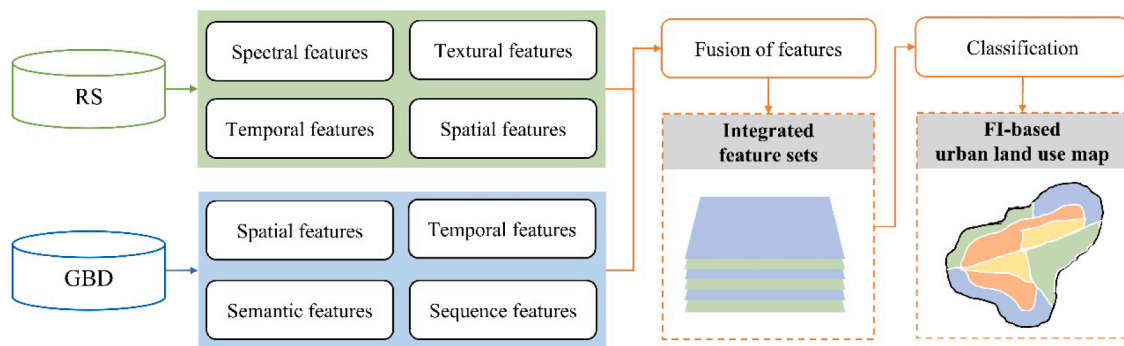 RS
Spectral features
Textural features
Temporal features
Spatial features
GBD
Spatial features
Temporal features
Semantic features
Sequence features
Fusion of features
Integrated
feature sets
Classification
FI-based
urban land use map